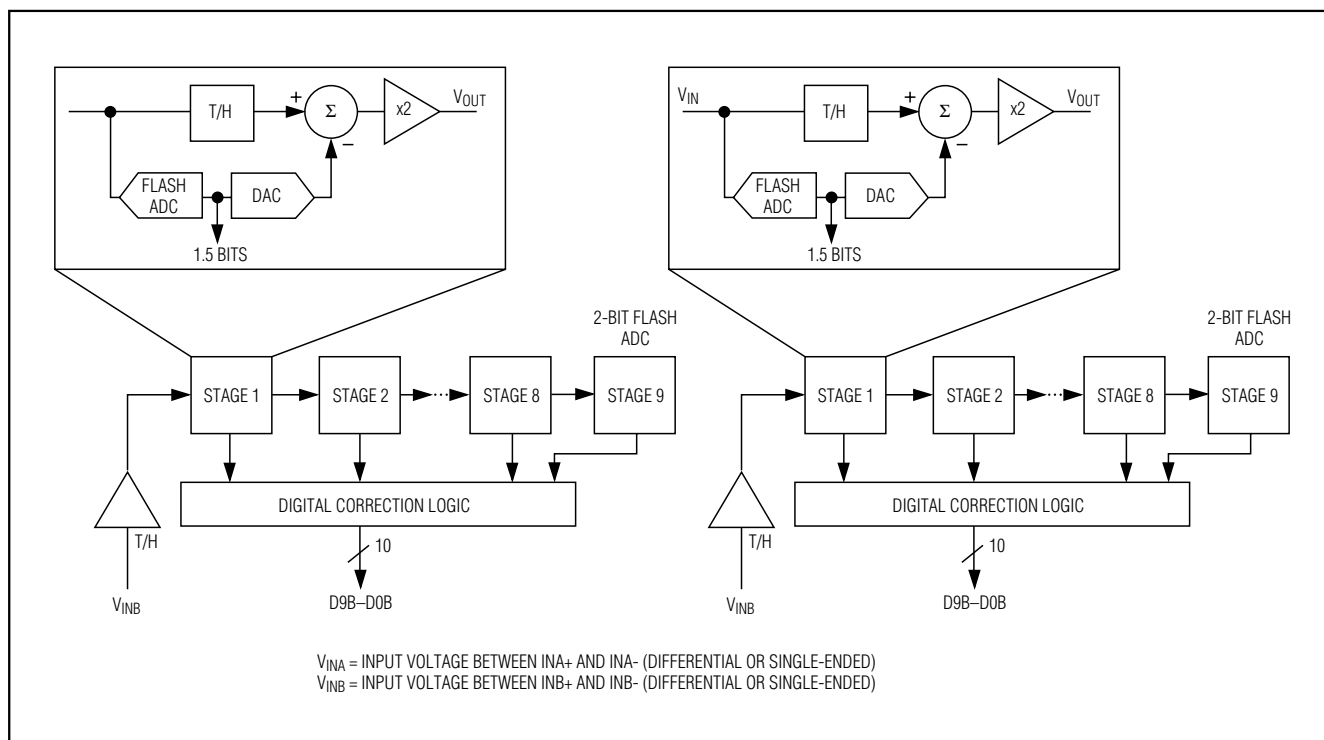 T/H
+
Σ
−
x2
VOUT
FLASH
ADC
DAC
1.5 BITS
2-BIT FLASH
ADC
STAGE 1
STAGE 2
...
STAGE 8
STAGE 9
DIGITAL CORRECTION LOGIC
T/H
10
VINB
D9B–D0B
VIN
T/H
+
Σ
−
x2
VOUT
FLASH
ADC
DAC
1.5 BITS
2-BIT FLASH
ADC
STAGE 1
STAGE 2
...
STAGE 8
STAGE 9
DIGITAL CORRECTION LOGIC
T/H
10
VINB
D9B–D0B
VINA = INPUT VOLTAGE BETWEEN INA+ AND INA- (DIFFERENTIAL OR SINGLE-ENDED)
VINB = INPUT VOLTAGE BETWEEN INB+ AND INB- (DIFFERENTIAL OR SINGLE-ENDED)